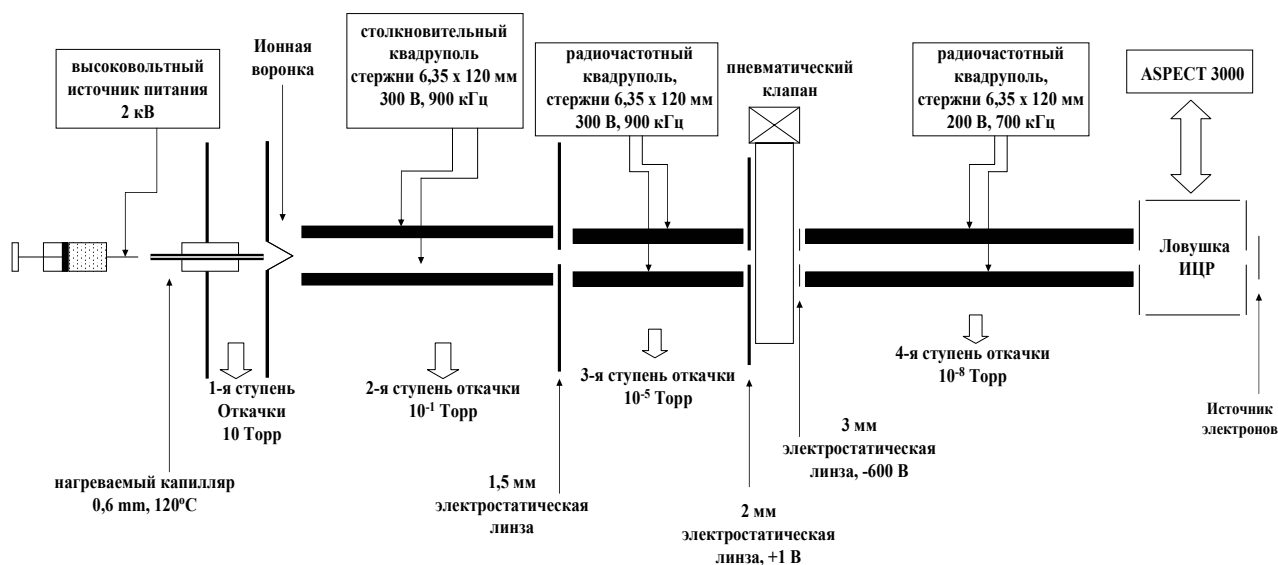 высоковольтный
источник питания
2 кВ
Ионная
воронка
столкновительный
квадруполь
стержни 6,35 x 120 мм
300 В, 900 кГц
радиочастотный
квадруполь,
стержни 6,35 x 120 мм
300 В, 900 кГц
пневматический
клапан
радиочастотный
квадруполь,
стержни 6,35 x 120 мм
200 В, 700 кГц
ASPECT 3000
Ловушка
ИЦР
1-я ступень
Откачки
10 Торр
2-я ступень откачки
10⁻¹ Торр
3-я ступень откачки
10⁻⁵ Торр
4-я ступень откачки
10⁻⁸ Торр
Источник
электронов
нагреваемый капилляр
0,6 mm, 120ºC
1,5 мм
электростатическая
линза
2 мм
электростатическая
линза, +1 В
3 мм
электростатическая
линза, -600 В